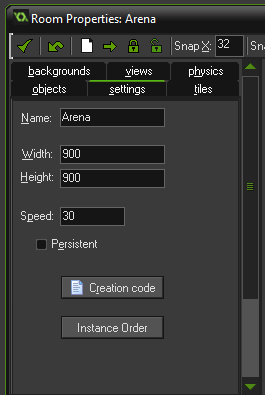 Room Properties: Arena
Snap X: 32 Sna
backgrounds views physics
objects settings tiles
Name: Arena
Width: 900
Height: 900
Speed: 30
Persistent
Creation code
Instance Order